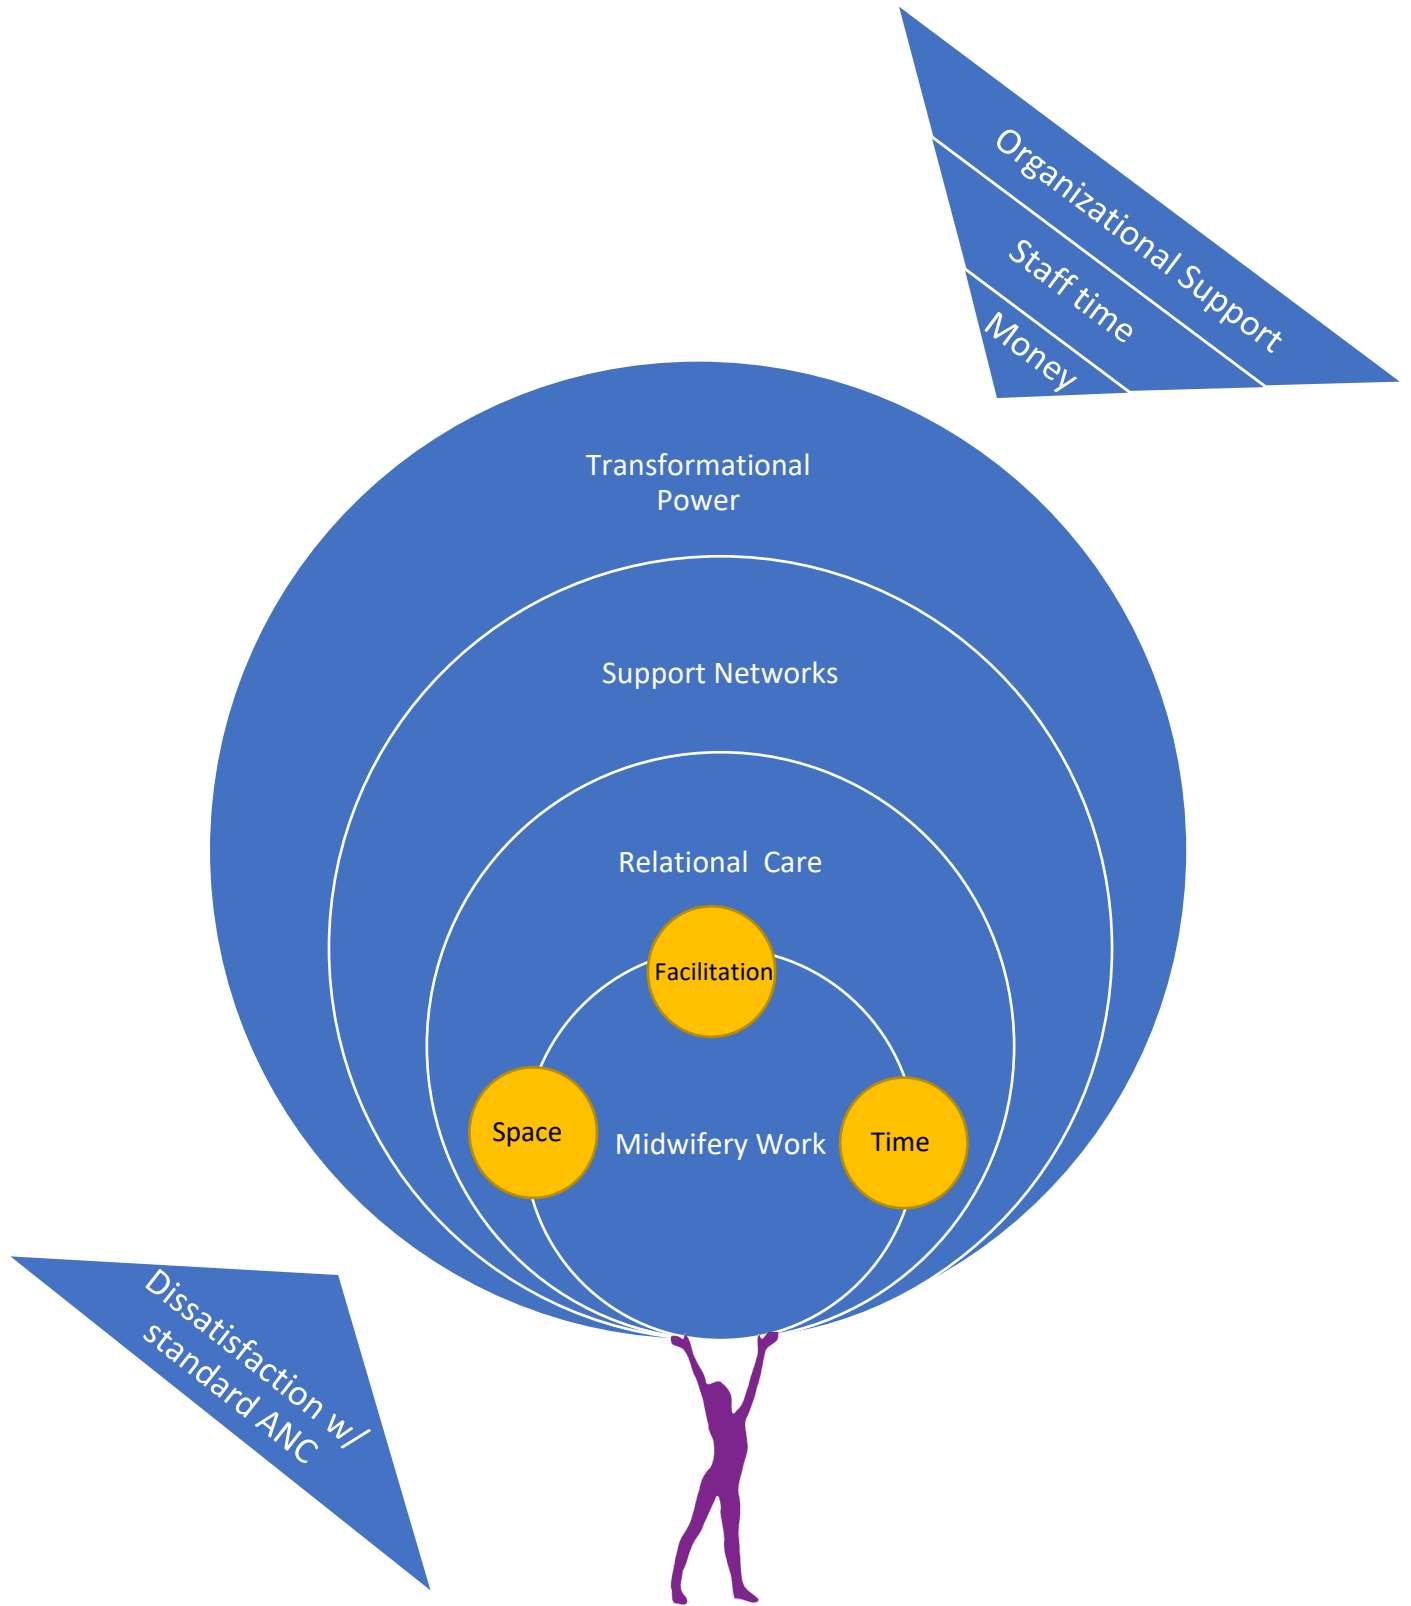 Organizational Support
Staff time
Money
Transformational
Power
Support Networks
Relational  Care
Facilitation
Space
Midwifery Work
Time
Dissatisfaction w/
standard ANC